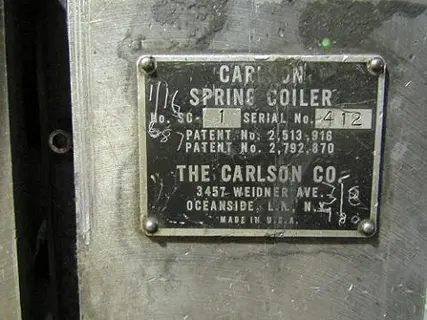 CARLSON
SPRING COILER
No. SC- 1 SERIAL No. 412
PATENT No. 2,513,916
PATENT No. 2,792,870
THE CARLSON CO.
3457 WEIDNER AVE.
OCEANSIDE, L.I., N.Y.
MADE IN U.S.A.